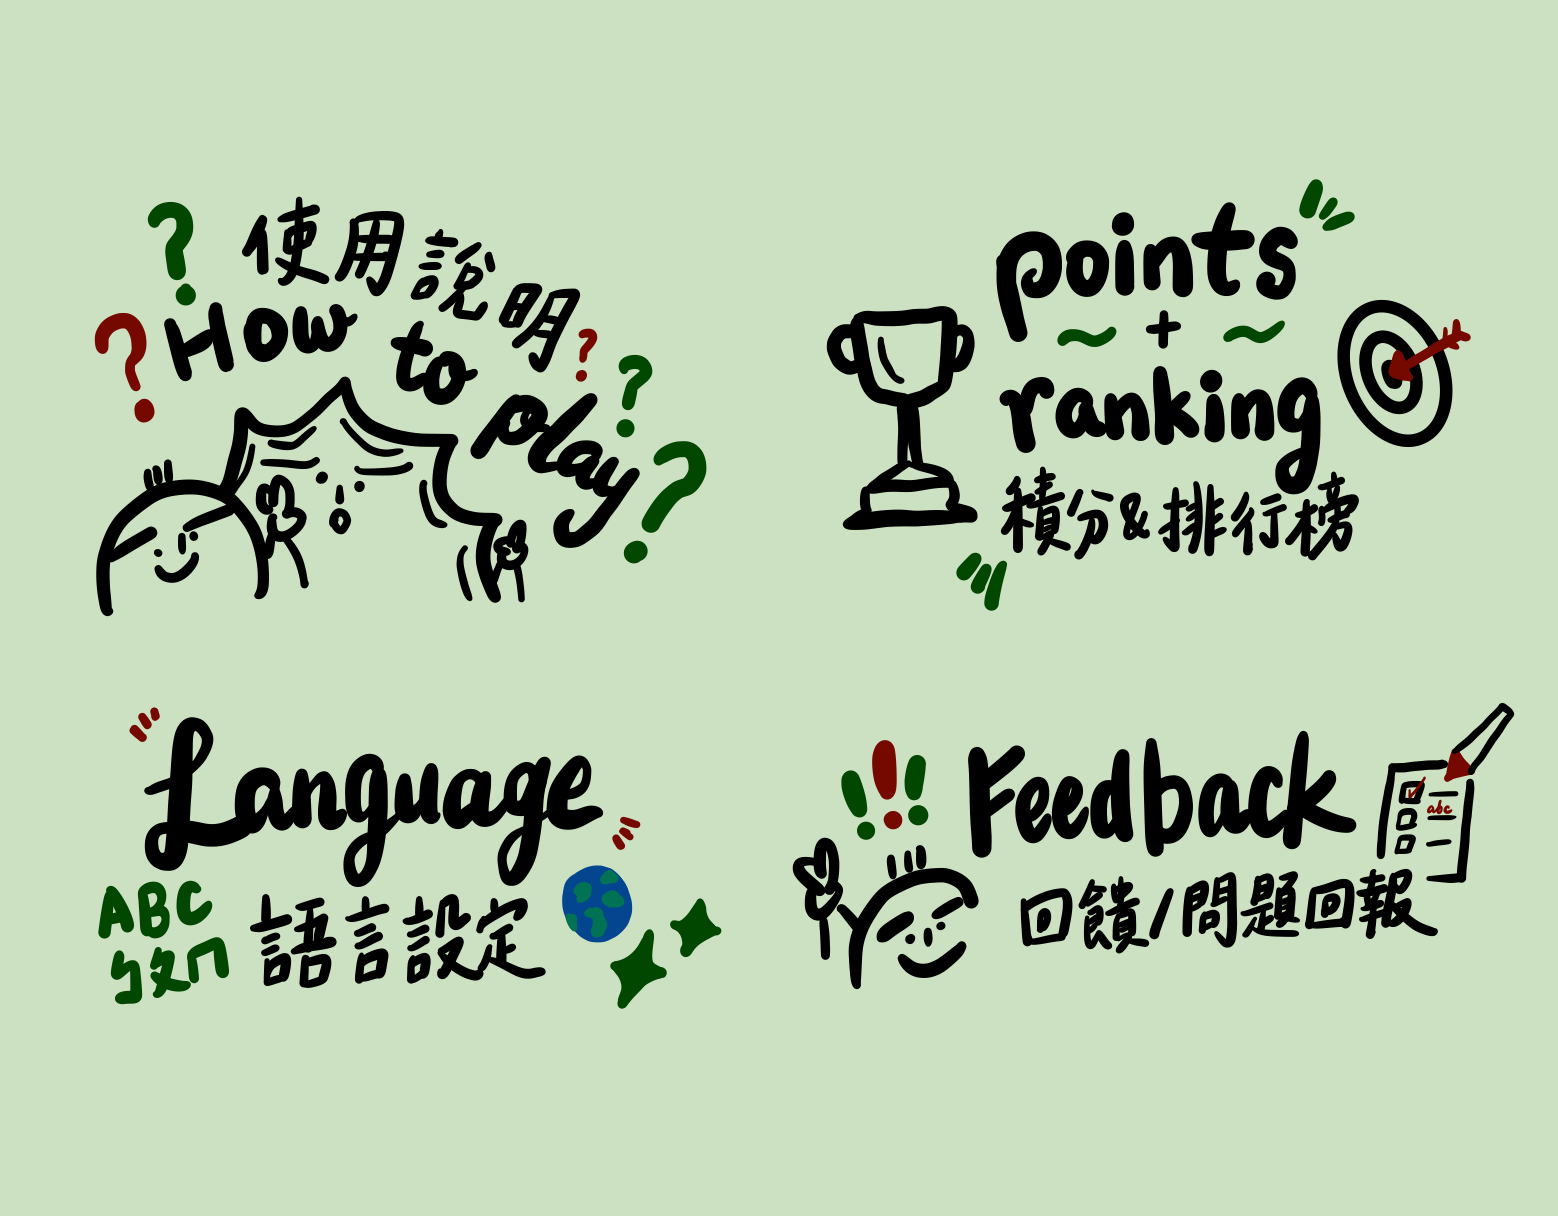 使用說明
How to play
points
+
ranking
積分&排行榜
Language
ABC
ㄅㄆㄇ
語言設定
Feedback
abc
回饋/問題回報